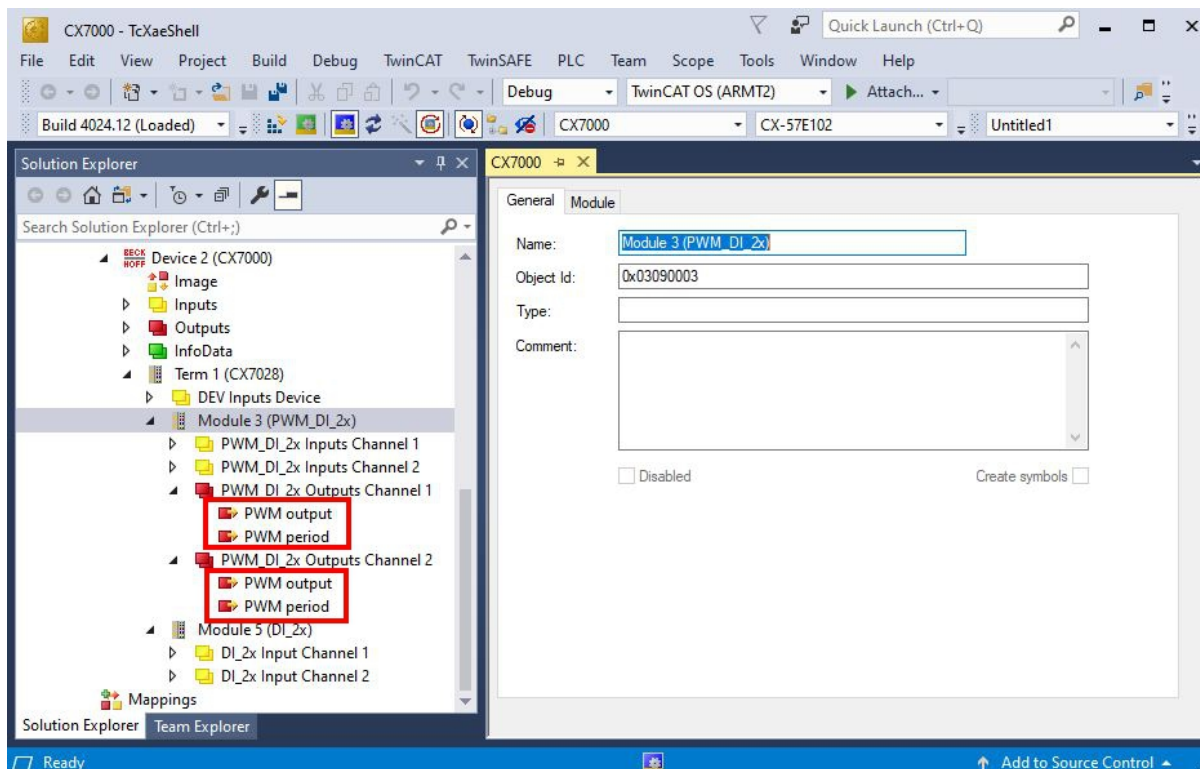 CX7000 - TcXaeShell
Quick Launch (Ctrl+Q)
File Edit View Project Build Debug TwinCAT TwinSAFE PLC Team Scope Tools Window Help
Debug TwinCAT OS (ARMT2) Attach...
Build 4024.12 (Loaded) CX7000 CX-57E102 Untitled1
Solution Explorer
Search Solution Explorer (Ctrl+;)
BECK
HOFF
Device 2 (CX7000)
Image
Inputs
Outputs
InfoData
Term 1 (CX7028)
DEV Inputs Device
Module 3 (PWM_DI_2x)
PWM_DI_2x Inputs Channel 1
PWM_DI_2x Inputs Channel 2
PWM_DI_2x Outputs Channel 1
PWM output
PWM period
PWM_DI_2x Outputs Channel 2
PWM output
PWM period
Module 5 (DI_2x)
DI_2x Input Channel 1
DI_2x Input Channel 2
Mappings
Solution Explorer Team Explorer
CX7000
General Module
Name: Module 3 (PWM_DI_2x)
Object Id: 0x03090003
Type:
Comment:
Disabled Create symbols
Ready Add to Source Control